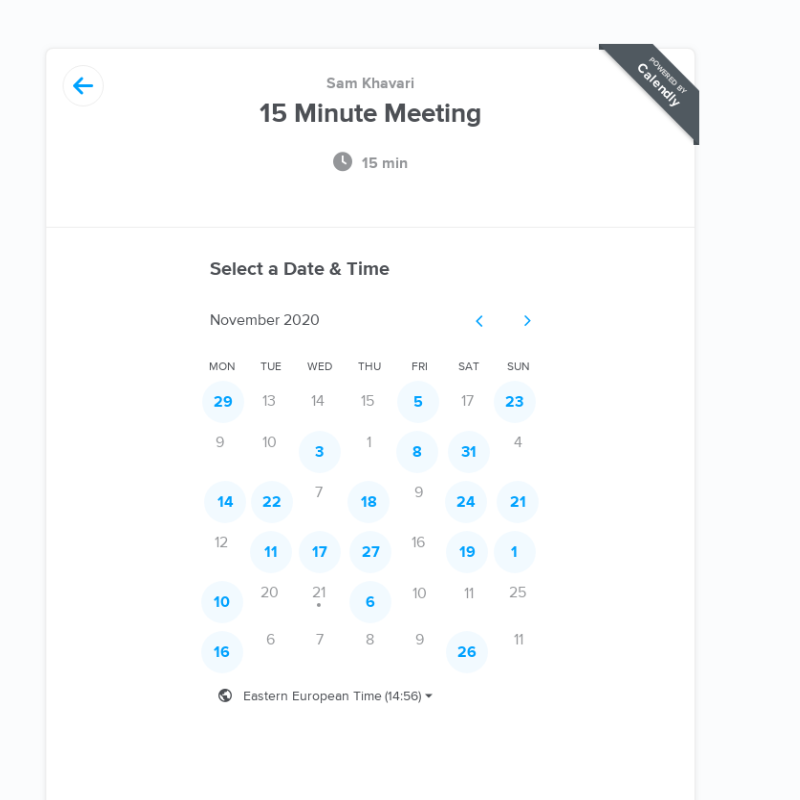 POWERED BY
Calendly
Sam Khavari
15 Minute Meeting
15 min
Select a Date & Time
November 2020
MON TUE WED THU FRI SAT SUN
29 13 14 15 5 17 23
9 10 3 1 8 31 4
14 22 7 18 9 24 21
12 11 17 27 16 19 1
10 20 21 6 10 11 25
16 6 7 8 9 26 11
Eastern European Time (14:56)